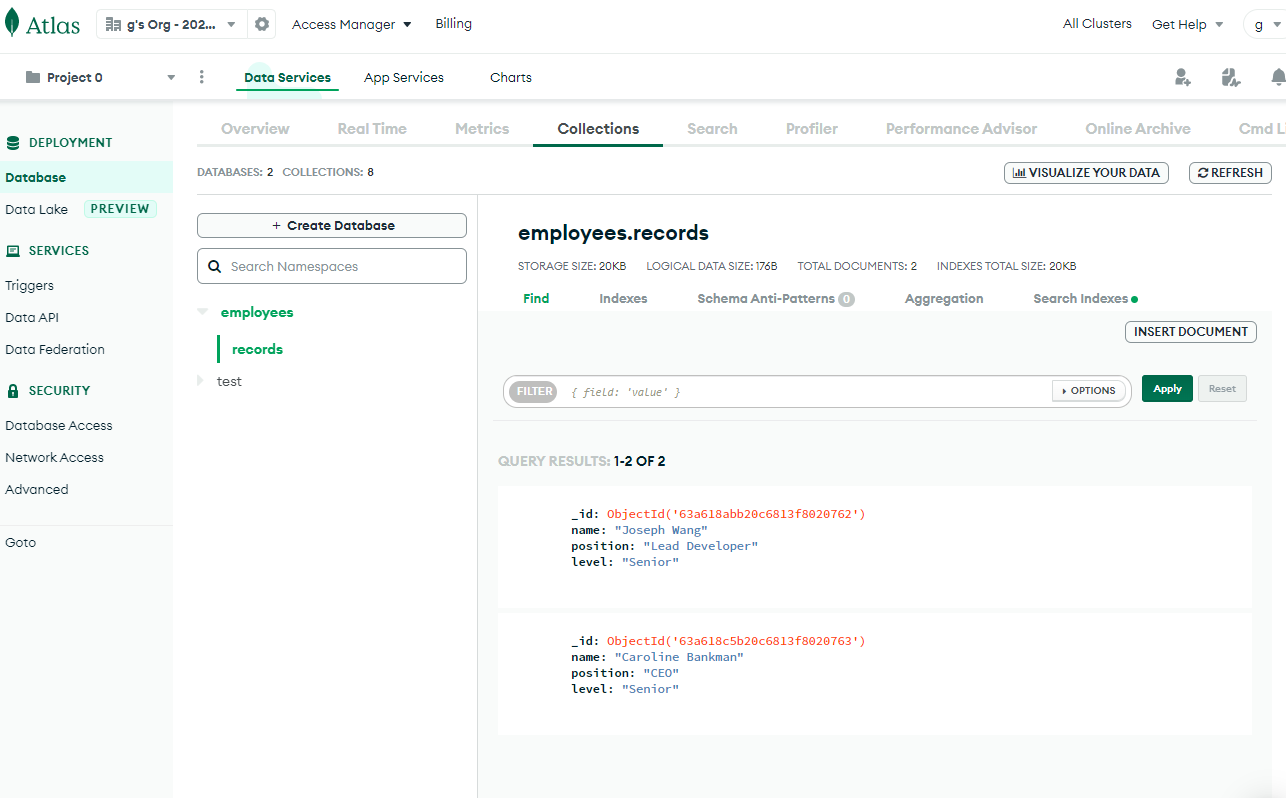 Atlas
g's Org - 202...
Access Manager
Billing
All Clusters
Get Help
g
Project 0
Data Services
App Services
Charts
DEPLOYMENT
Database
Data Lake PREVIEW
SERVICES
Triggers
Data API
Data Federation
SECURITY
Database Access
Network Access
Advanced
Goto
Overview
Real Time
Metrics
Collections
Search
Profiler
Performance Advisor
Online Archive
Cmd Li
DATABASES: 2 COLLECTIONS: 8
VISUALIZE YOUR DATA
REFRESH
+ Create Database
Search Namespaces
employees
records
test
employees.records
STORAGE SIZE: 20KB LOGICAL DATA SIZE: 176B TOTAL DOCUMENTS: 2 INDEXES TOTAL SIZE: 20KB
Find
Indexes
Schema Anti-Patterns 0
Aggregation
Search Indexes
INSERT DOCUMENT
FILTER { field: 'value' }
OPTIONS
Apply
Reset
QUERY RESULTS: 1-2 OF 2
_id: ObjectId('63a618abb20c6813f8020762')
name: "Joseph Wang"
position: "Lead Developer"
level: "Senior"
_id: ObjectId('63a618c5b20c6813f8020763')
name: "Caroline Bankman"
position: "CEO"
level: "Senior"